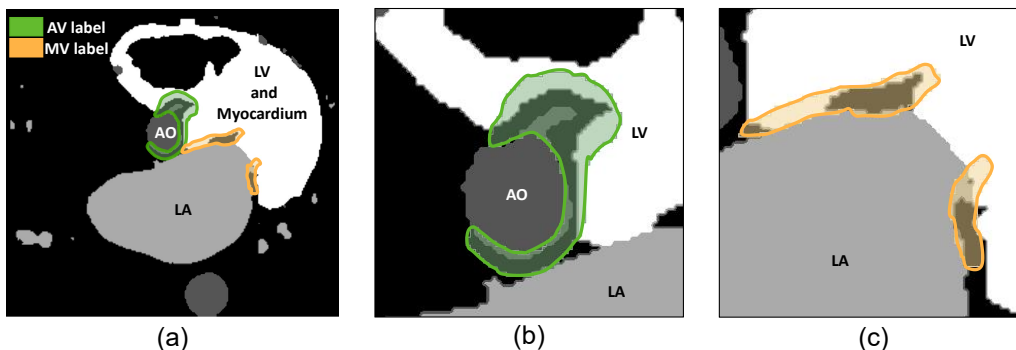 AV label
MV label
LV
and
Myocardium
AO
LA
(a)
LV
AO
LA
(b)
LV
LA
(c)